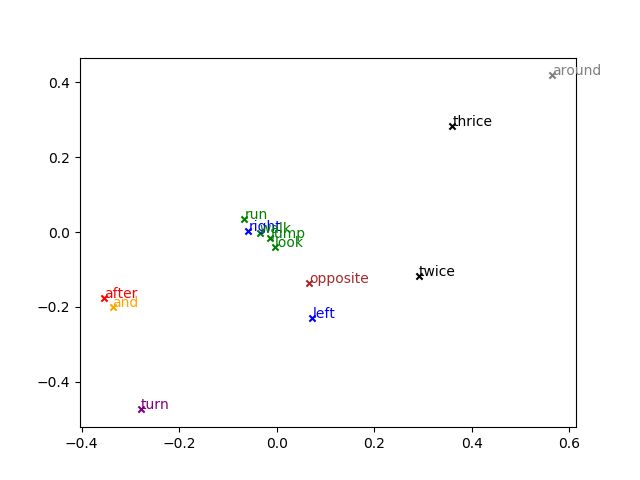 around
0.4
thrice
0.2
run
right
walk
0.0
jump
look
opposite
twice
after
and
−0.2
left
−0.4
turn
−0.4
−0.2
0.0
0.2
0.4
0.6